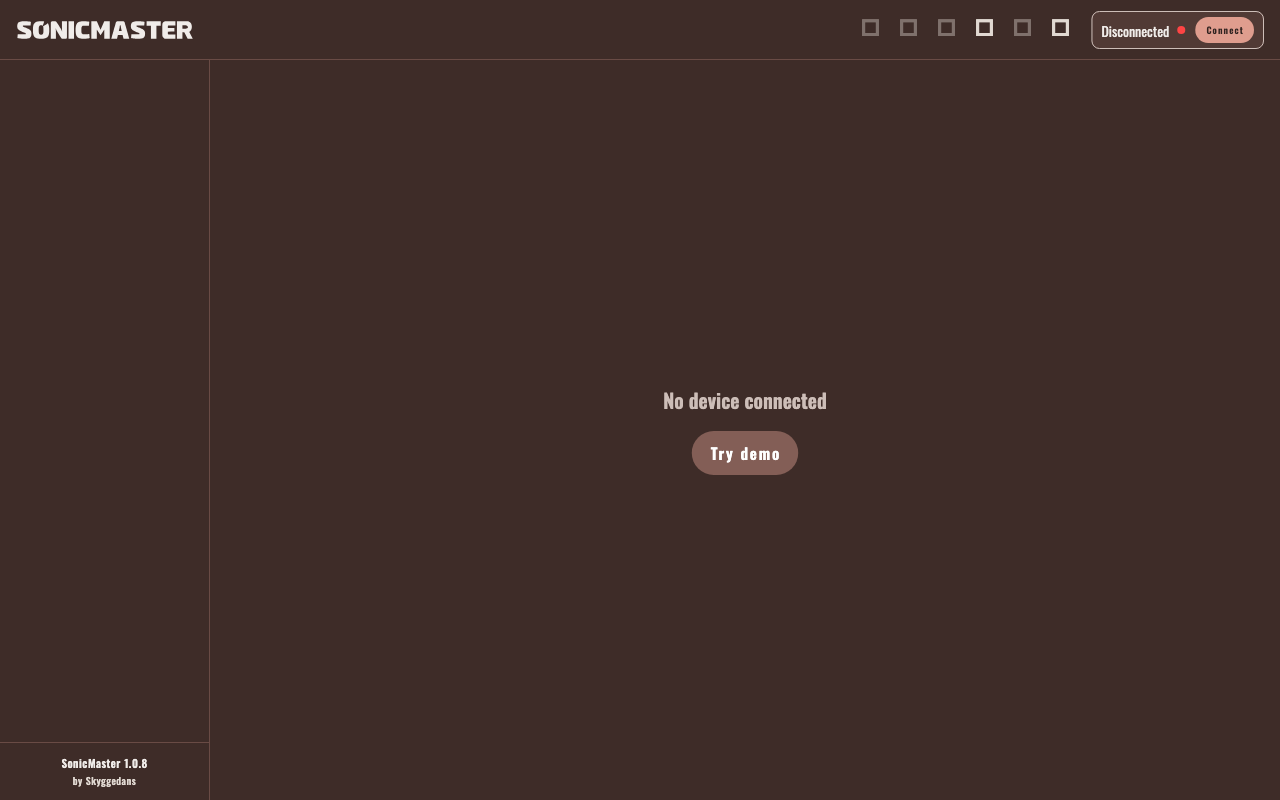 SONICMASTER
Disconnected
Connect
No device connected
Try demo
SonicMaster 1.0.8
by Skyggedans